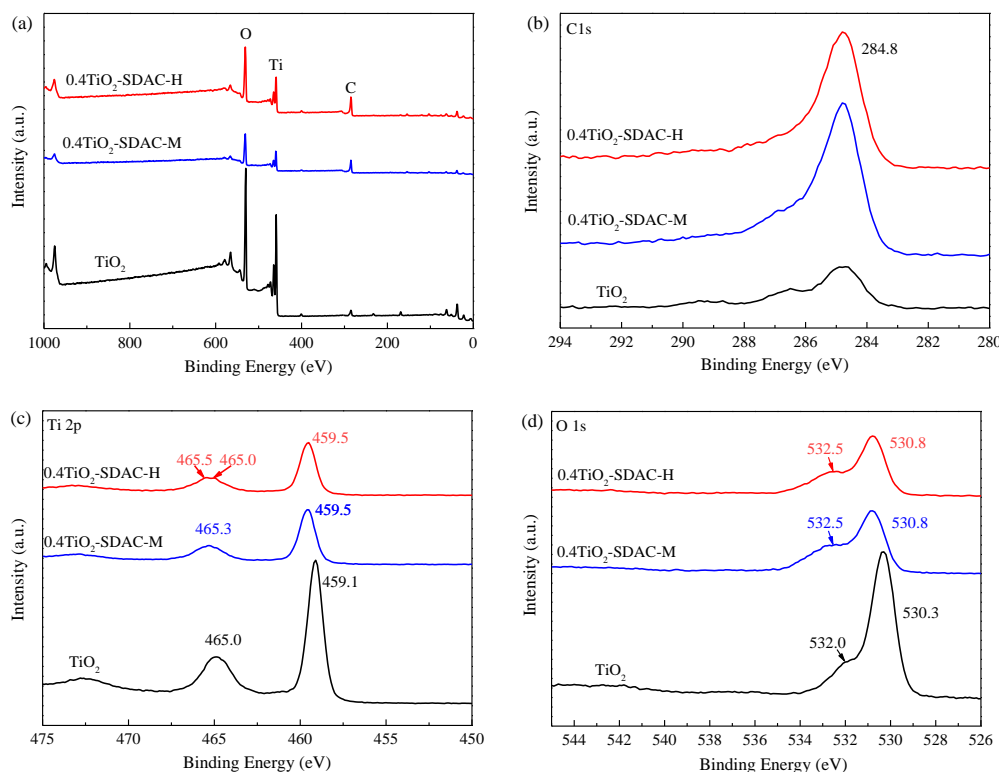 (a)
O
Ti
C
0.4TiO₂-SDAC-H
0.4TiO₂-SDAC-M
TiO₂
Intensity (a.u.)
1000 800 600 400 200 0
Binding Energy (eV)
(b)
C1s
284.8
0.4TiO₂-SDAC-H
0.4TiO₂-SDAC-M
TiO₂
Intensity (a.u.)
294 292 290 288 286 284 282 280
Binding Energy (eV)
(c)
Ti 2p
459.5
465.5 465.0
0.4TiO₂-SDAC-H
459.5
465.3
0.4TiO₂-SDAC-M
459.1
465.0
TiO₂
Intensity (a.u.)
475 470 465 460 455 450
Binding Energy (eV)
(d)
O 1s
532.5 530.8
0.4TiO₂-SDAC-H
532.5 530.8
0.4TiO₂-SDAC-M
530.3
532.0
TiO₂
Intensity (a.u.)
544 542 540 538 536 534 532 530 528 526
Binding Energy (eV)